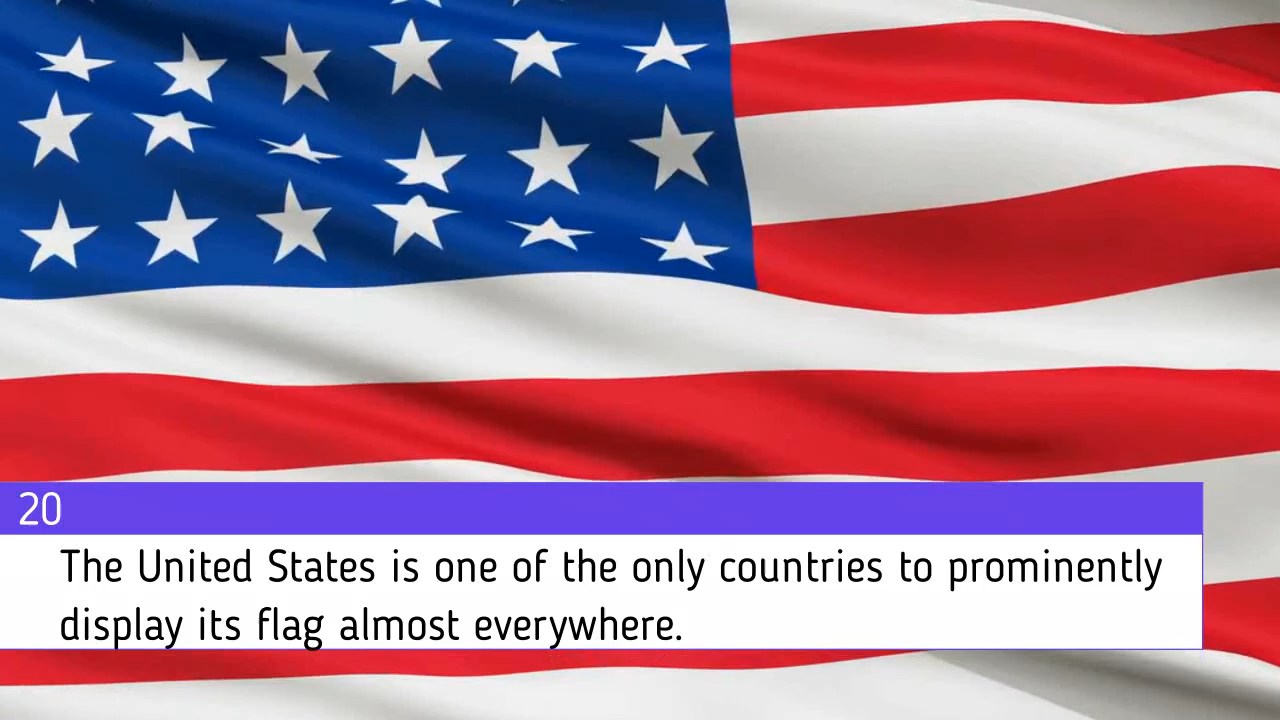 20
The United States is one of the only countries to prominently
display its flag almost everywhere.